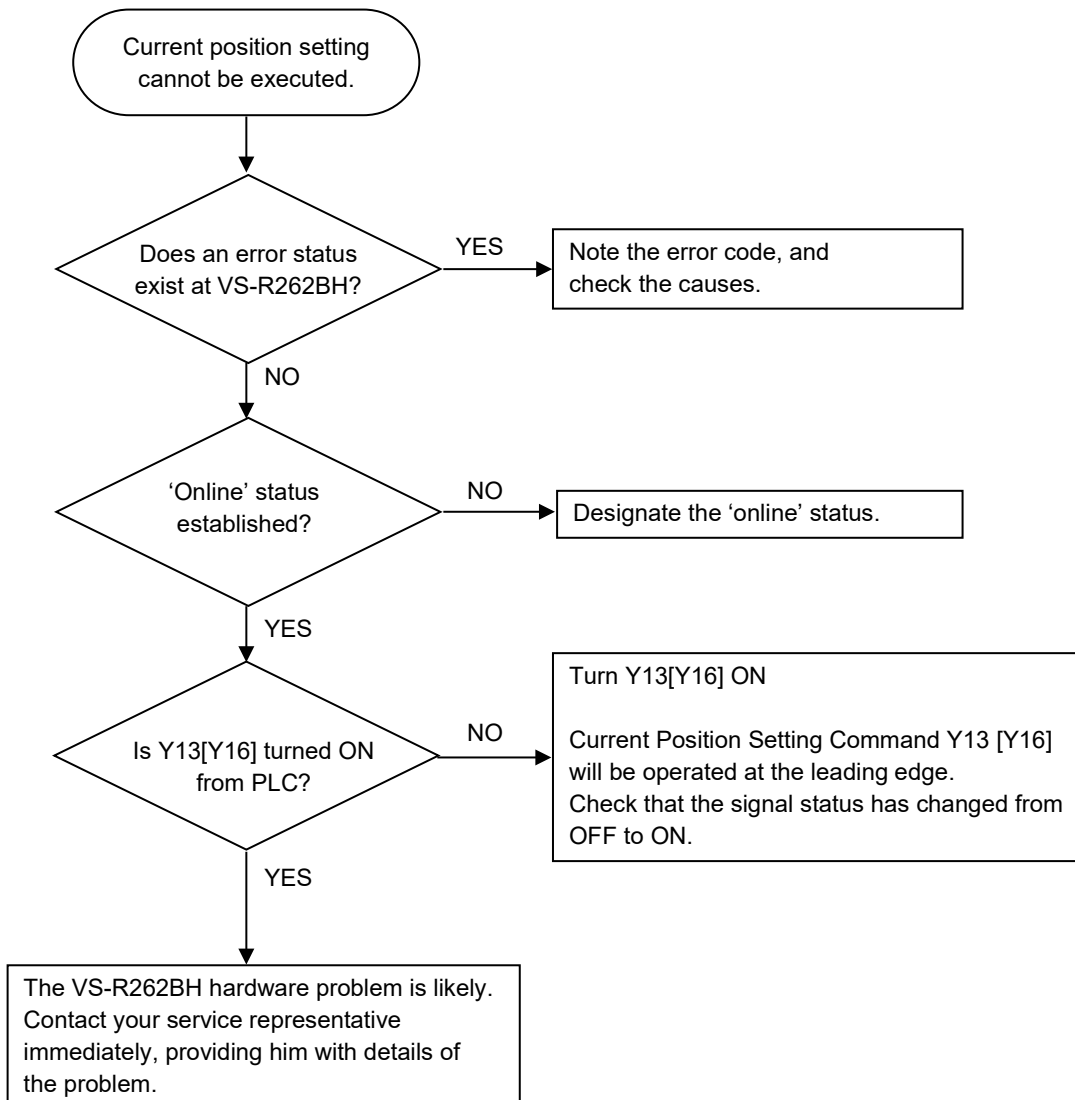 Current position setting
cannot be executed.
Does an error status
exist at VS-R262BH?
YES
Note the error code, and
check the causes.
NO
‘Online’ status
established?
NO
Designate the ‘online’ status.
YES
Is Y13[Y16] turned ON
from PLC?
NO
Turn Y13[Y16] ON
Current Position Setting Command Y13 [Y16]
will be operated at the leading edge.
Check that the signal status has changed from
OFF to ON.
YES
The VS-R262BH hardware problem is likely.
Contact your service representative
immediately, providing him with details of
the problem.